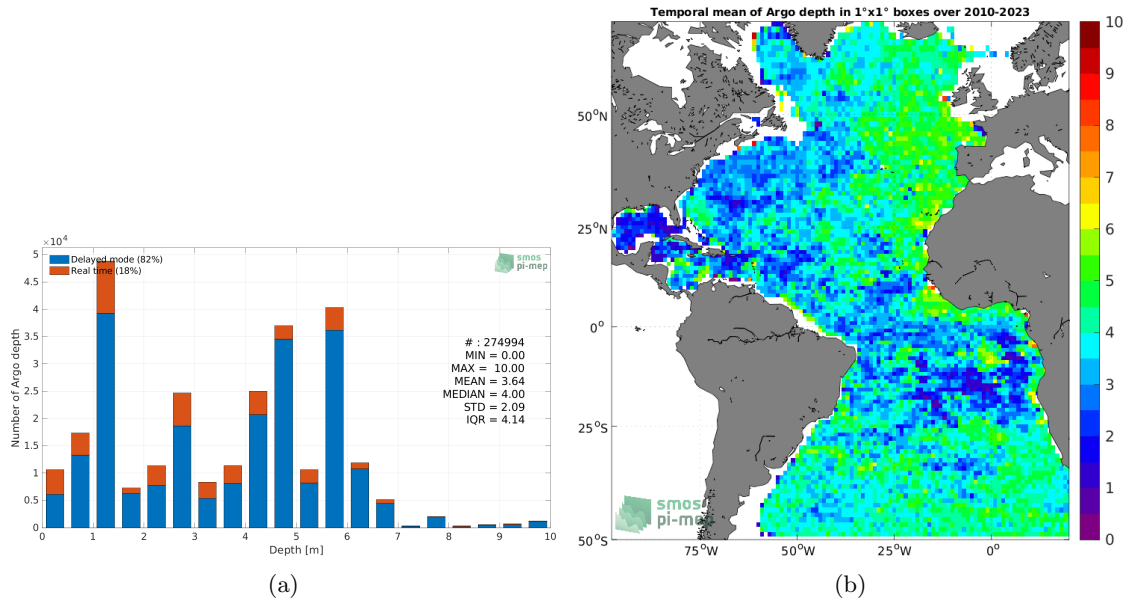 Temporal mean of Argo depth in 1°x1° boxes over 2010-2023
×10⁴
Delayed mode (82%)
Real time (18%)
smos
pi-mep
# : 274994
MIN = 0.00
MAX = 10.00
MEAN = 3.64
MEDIAN = 4.00
STD = 2.09
IQR = 4.14
Number of Argo depth
5
4.5
4
3.5
3
2.5
2
1.5
1
0.5
0
0 1 2 3 4 5 6 7 8 9 10
Depth [m]
(a)
50°N
25°N
0°
25°S
50°S
75°W 50°W 25°W 0°
smos
pi-mep
10
9
8
7
6
5
4
3
2
1
0
(b)